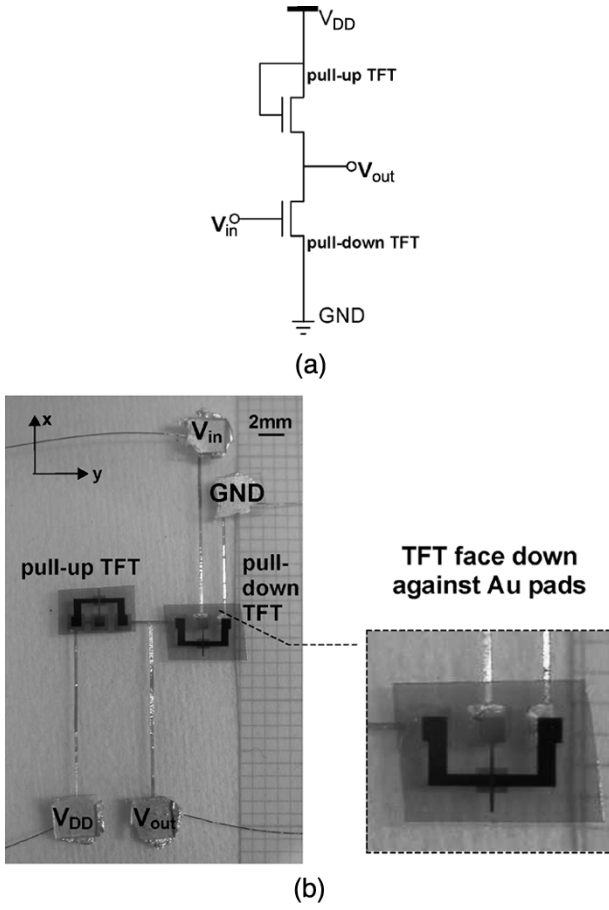 V_DD
pull-up TFT
V_out
V_in
pull-down TFT
GND
(a)
x
y
V_in
2mm
GND
pull-up TFT
pull-
down
TFT
V_DD
V_out
TFT face down
against Au pads
(b)